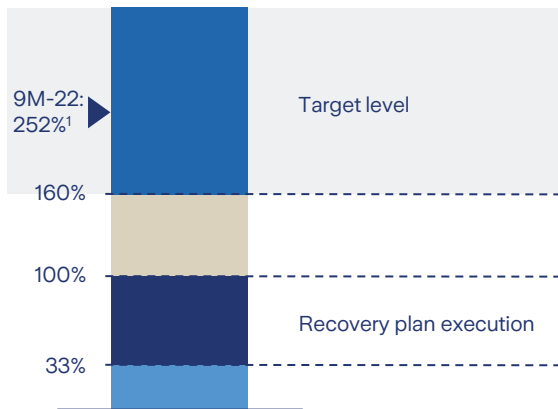 9M-22:
252%¹
Target level
160%
100%
Recovery plan execution
33%